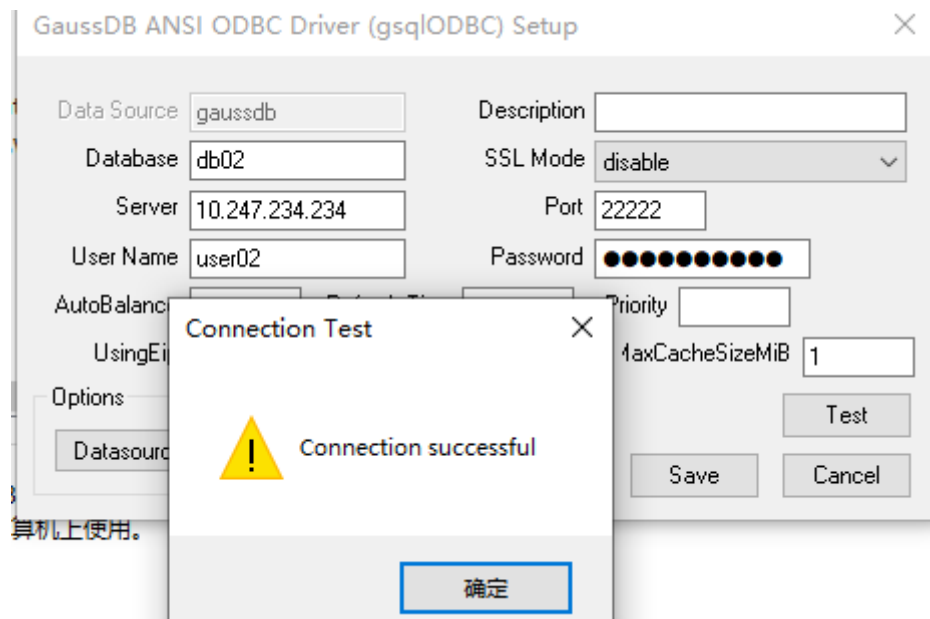 GaussDB ANSI ODBC Driver (gsqlODBC) Setup
Data Source gaussdb Description
Database db02 SSL Mode disable
Server 10.247.234.234 Port 22222
User Name user02 Password ●●●●●●●●●●
Priority
Connection Test
MaxCacheSizeMiB 1
Options
Test
Connection successful
Save Cancel
算机上使用。
确定